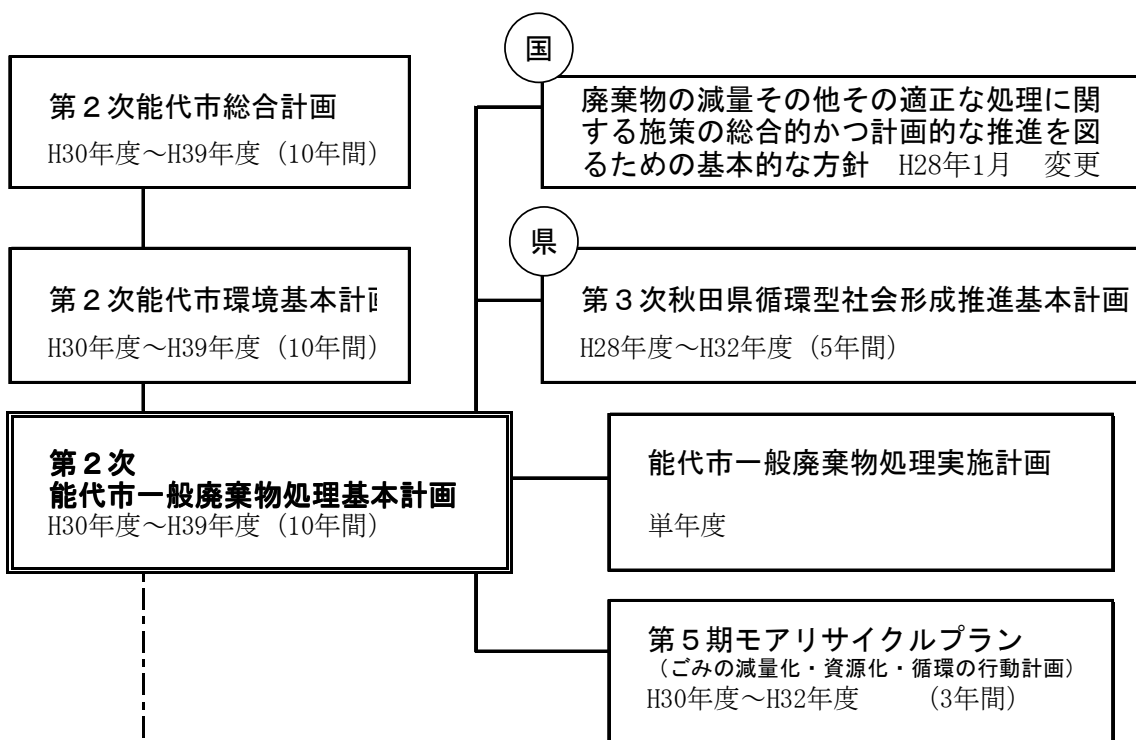 第２次能代市総合計画
H30年度～H39年度（10年間）
国
廃棄物の減量その他その適正な処理に関
する施策の総合的かつ計画的な推進を図
るための基本的な方針　H28年1月　変更
第２次能代市環境基本計画
H30年度～H39年度（10年間）
県
第３次秋田県循環型社会形成推進基本計画
H28年度～H32年度（5年間）
第２次
能代市一般廃棄物処理基本計画
H30年度～H39年度（10年間）
能代市一般廃棄物処理実施計画
単年度
第５期モアリサイクルプラン
（ごみの減量化・資源化・循環の行動計画）
H30年度～H32年度　　（3年間）